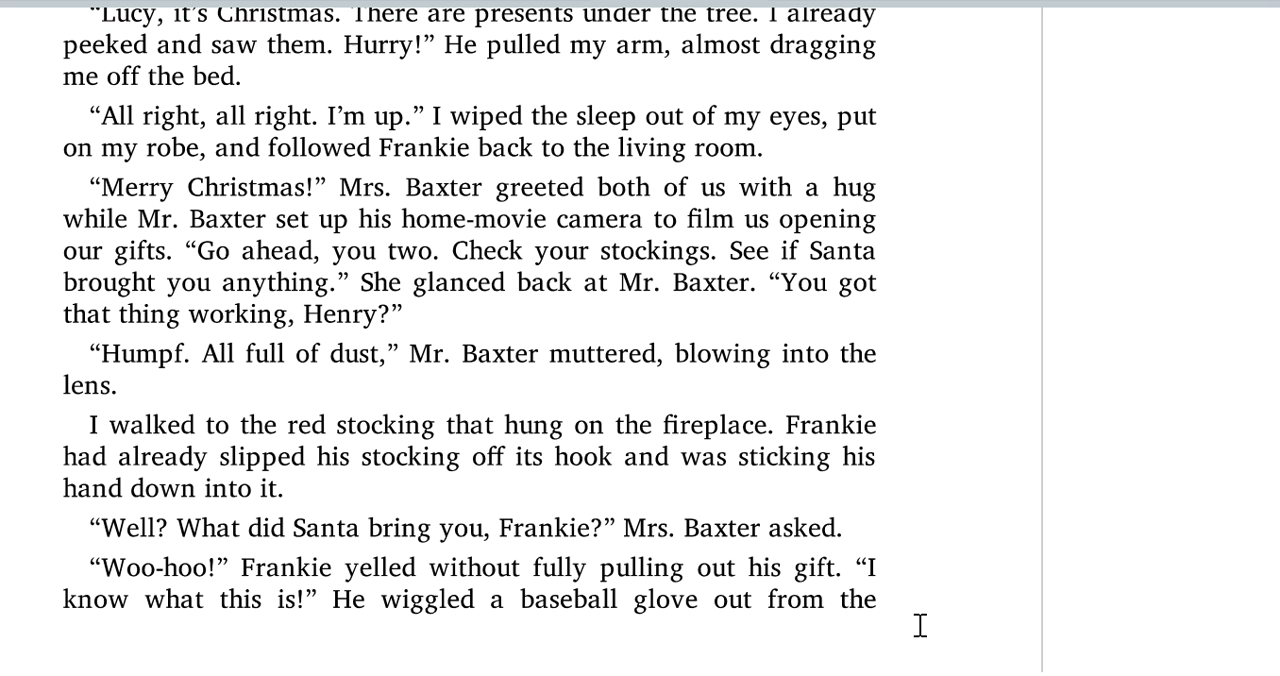 “Lucy, it’s Christmas. There are presents under the tree. I already
peeked and saw them. Hurry!” He pulled my arm, almost dragging
me off the bed.
“All right, all right. I’m up.” I wiped the sleep out of my eyes, put
on my robe, and followed Frankie back to the living room.
“Merry Christmas!” Mrs. Baxter greeted both of us with a hug
while Mr. Baxter set up his home-movie camera to film us opening
our gifts. “Go ahead, you two. Check your stockings. See if Santa
brought you anything.” She glanced back at Mr. Baxter. “You got
that thing working, Henry?”
“Humpf. All full of dust,” Mr. Baxter muttered, blowing into the
lens.
I walked to the red stocking that hung on the fireplace. Frankie
had already slipped his stocking off its hook and was sticking his
hand down into it.
“Well? What did Santa bring you, Frankie?” Mrs. Baxter asked.
“Woo-hoo!” Frankie yelled without fully pulling out his gift. “I
know what this is!” He wiggled a baseball glove out from the